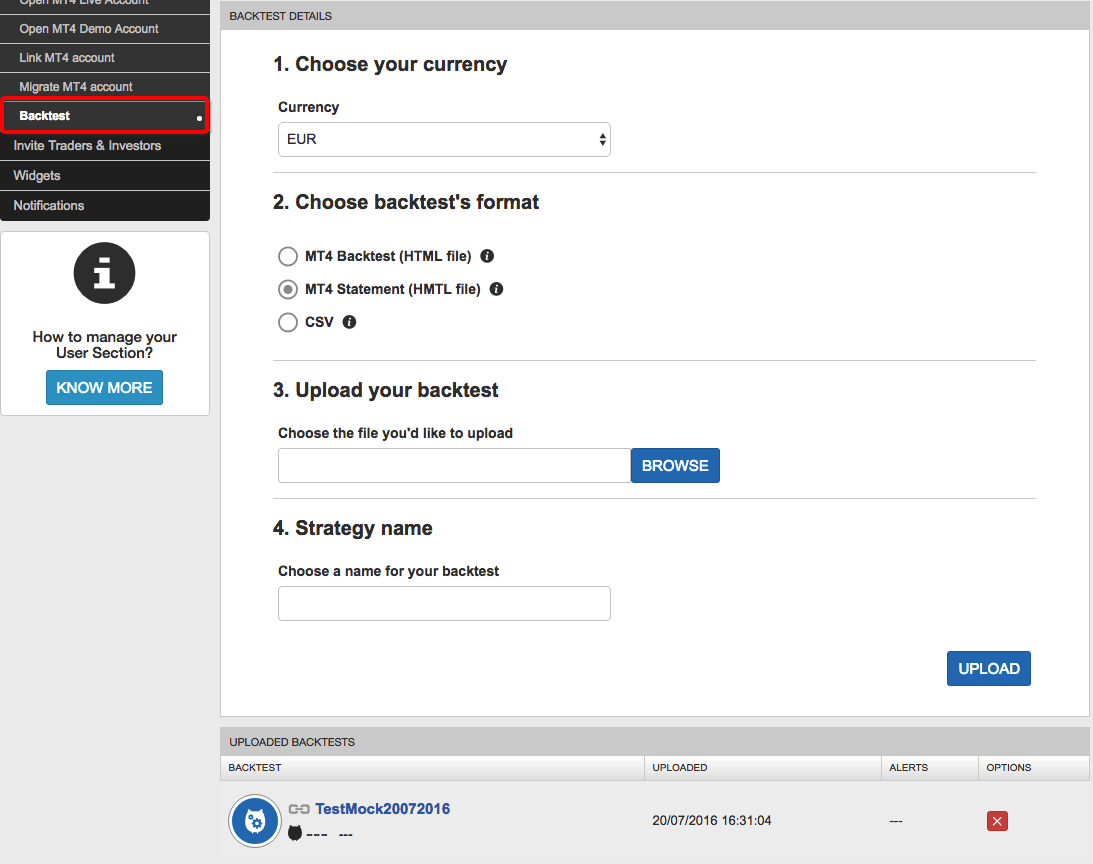 Open MT4 Live Account
Open MT4 Demo Account
Link MT4 account
Migrate MT4 account
Backtest
Invite Traders & Investors
Widgets
Notifications
How to manage your
User Section?
KNOW MORE
BACKTEST DETAILS
1. Choose your currency
Currency
EUR
2. Choose backtest's format
MT4 Backtest (HTML file)
MT4 Statement (HMTL file)
CSV
3. Upload your backtest
Choose the file you'd like to upload
BROWSE
4. Strategy name
Choose a name for your backtest
UPLOAD
UPLOADED BACKTESTS
BACKTEST UPLOADED ALERTS OPTIONS
TestMock20072016
--- ---
20/07/2016 16:31:04
---